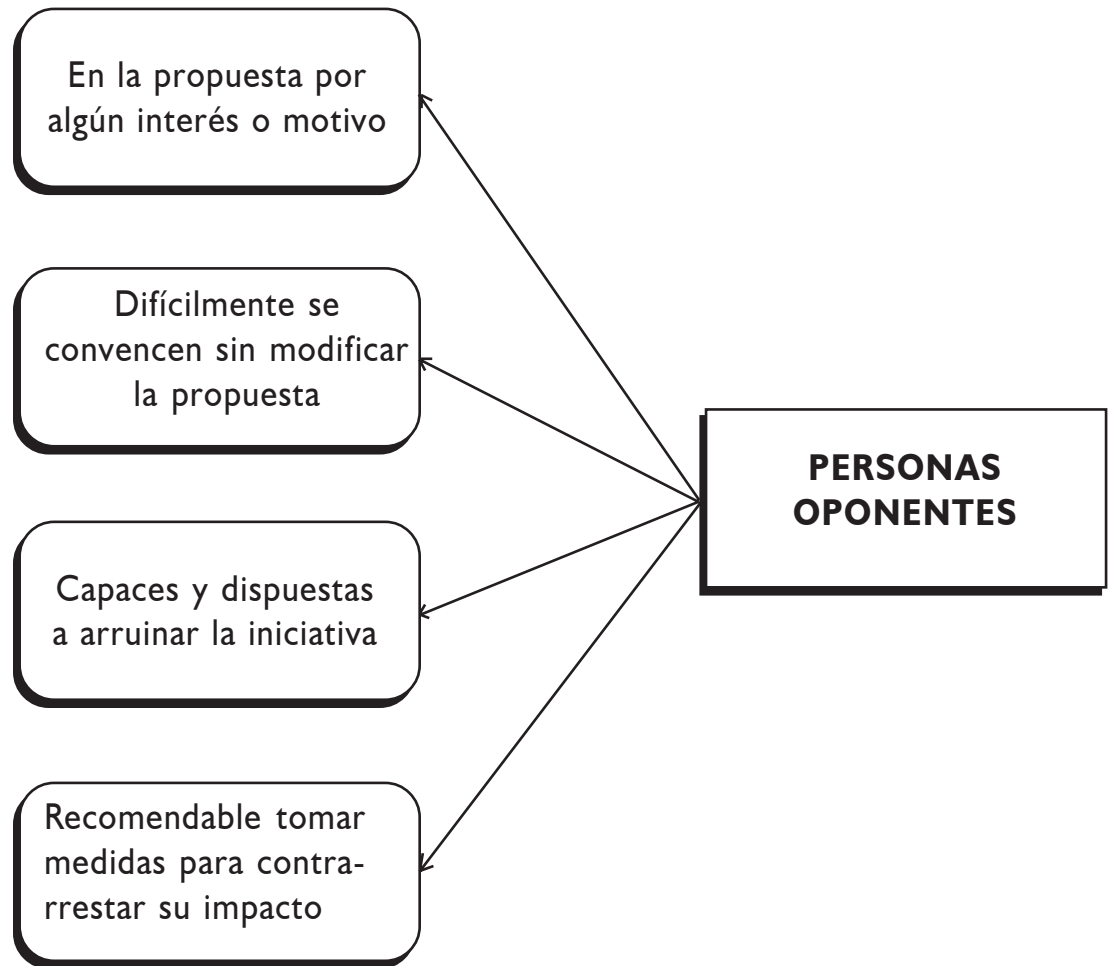 En la propuesta por
algún interés o motivo
Difícilmente se
convencen sin modificar
la propuesta
Capaces y dispuestas
a arruinar la iniciativa
Recomendable tomar
medidas para contra-
rrestar su impacto
PERSONAS
OPONENTES